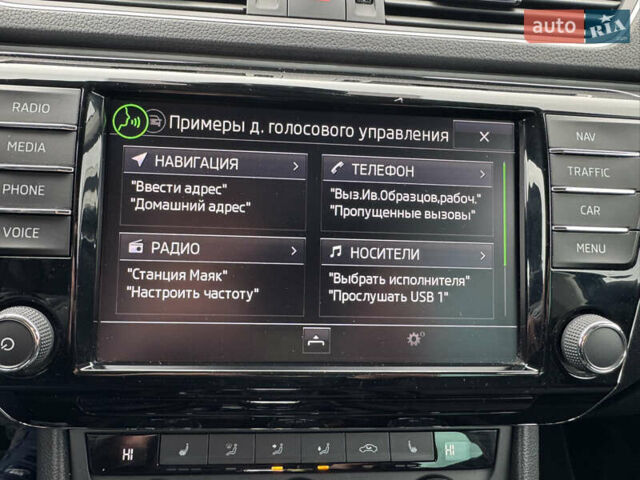 auto RIA
RADIO
MEDIA
PHONE
VOICE
Примеры д. голосового управления
НАВИГАЦИЯ
"Ввести адрес"
"Домашний адрес"
ТЕЛЕФОН
"Выз.Ив.Образцов,рабоч."
"Пропущенные вызовы"
РАДИО
"Станция Маяк"
"Настроить частоту"
НОСИТЕЛИ
"Выбрать исполнителя"
"Прослушать USB 1"
NAV
TRAFFIC
CAR
MENU
HI
HI